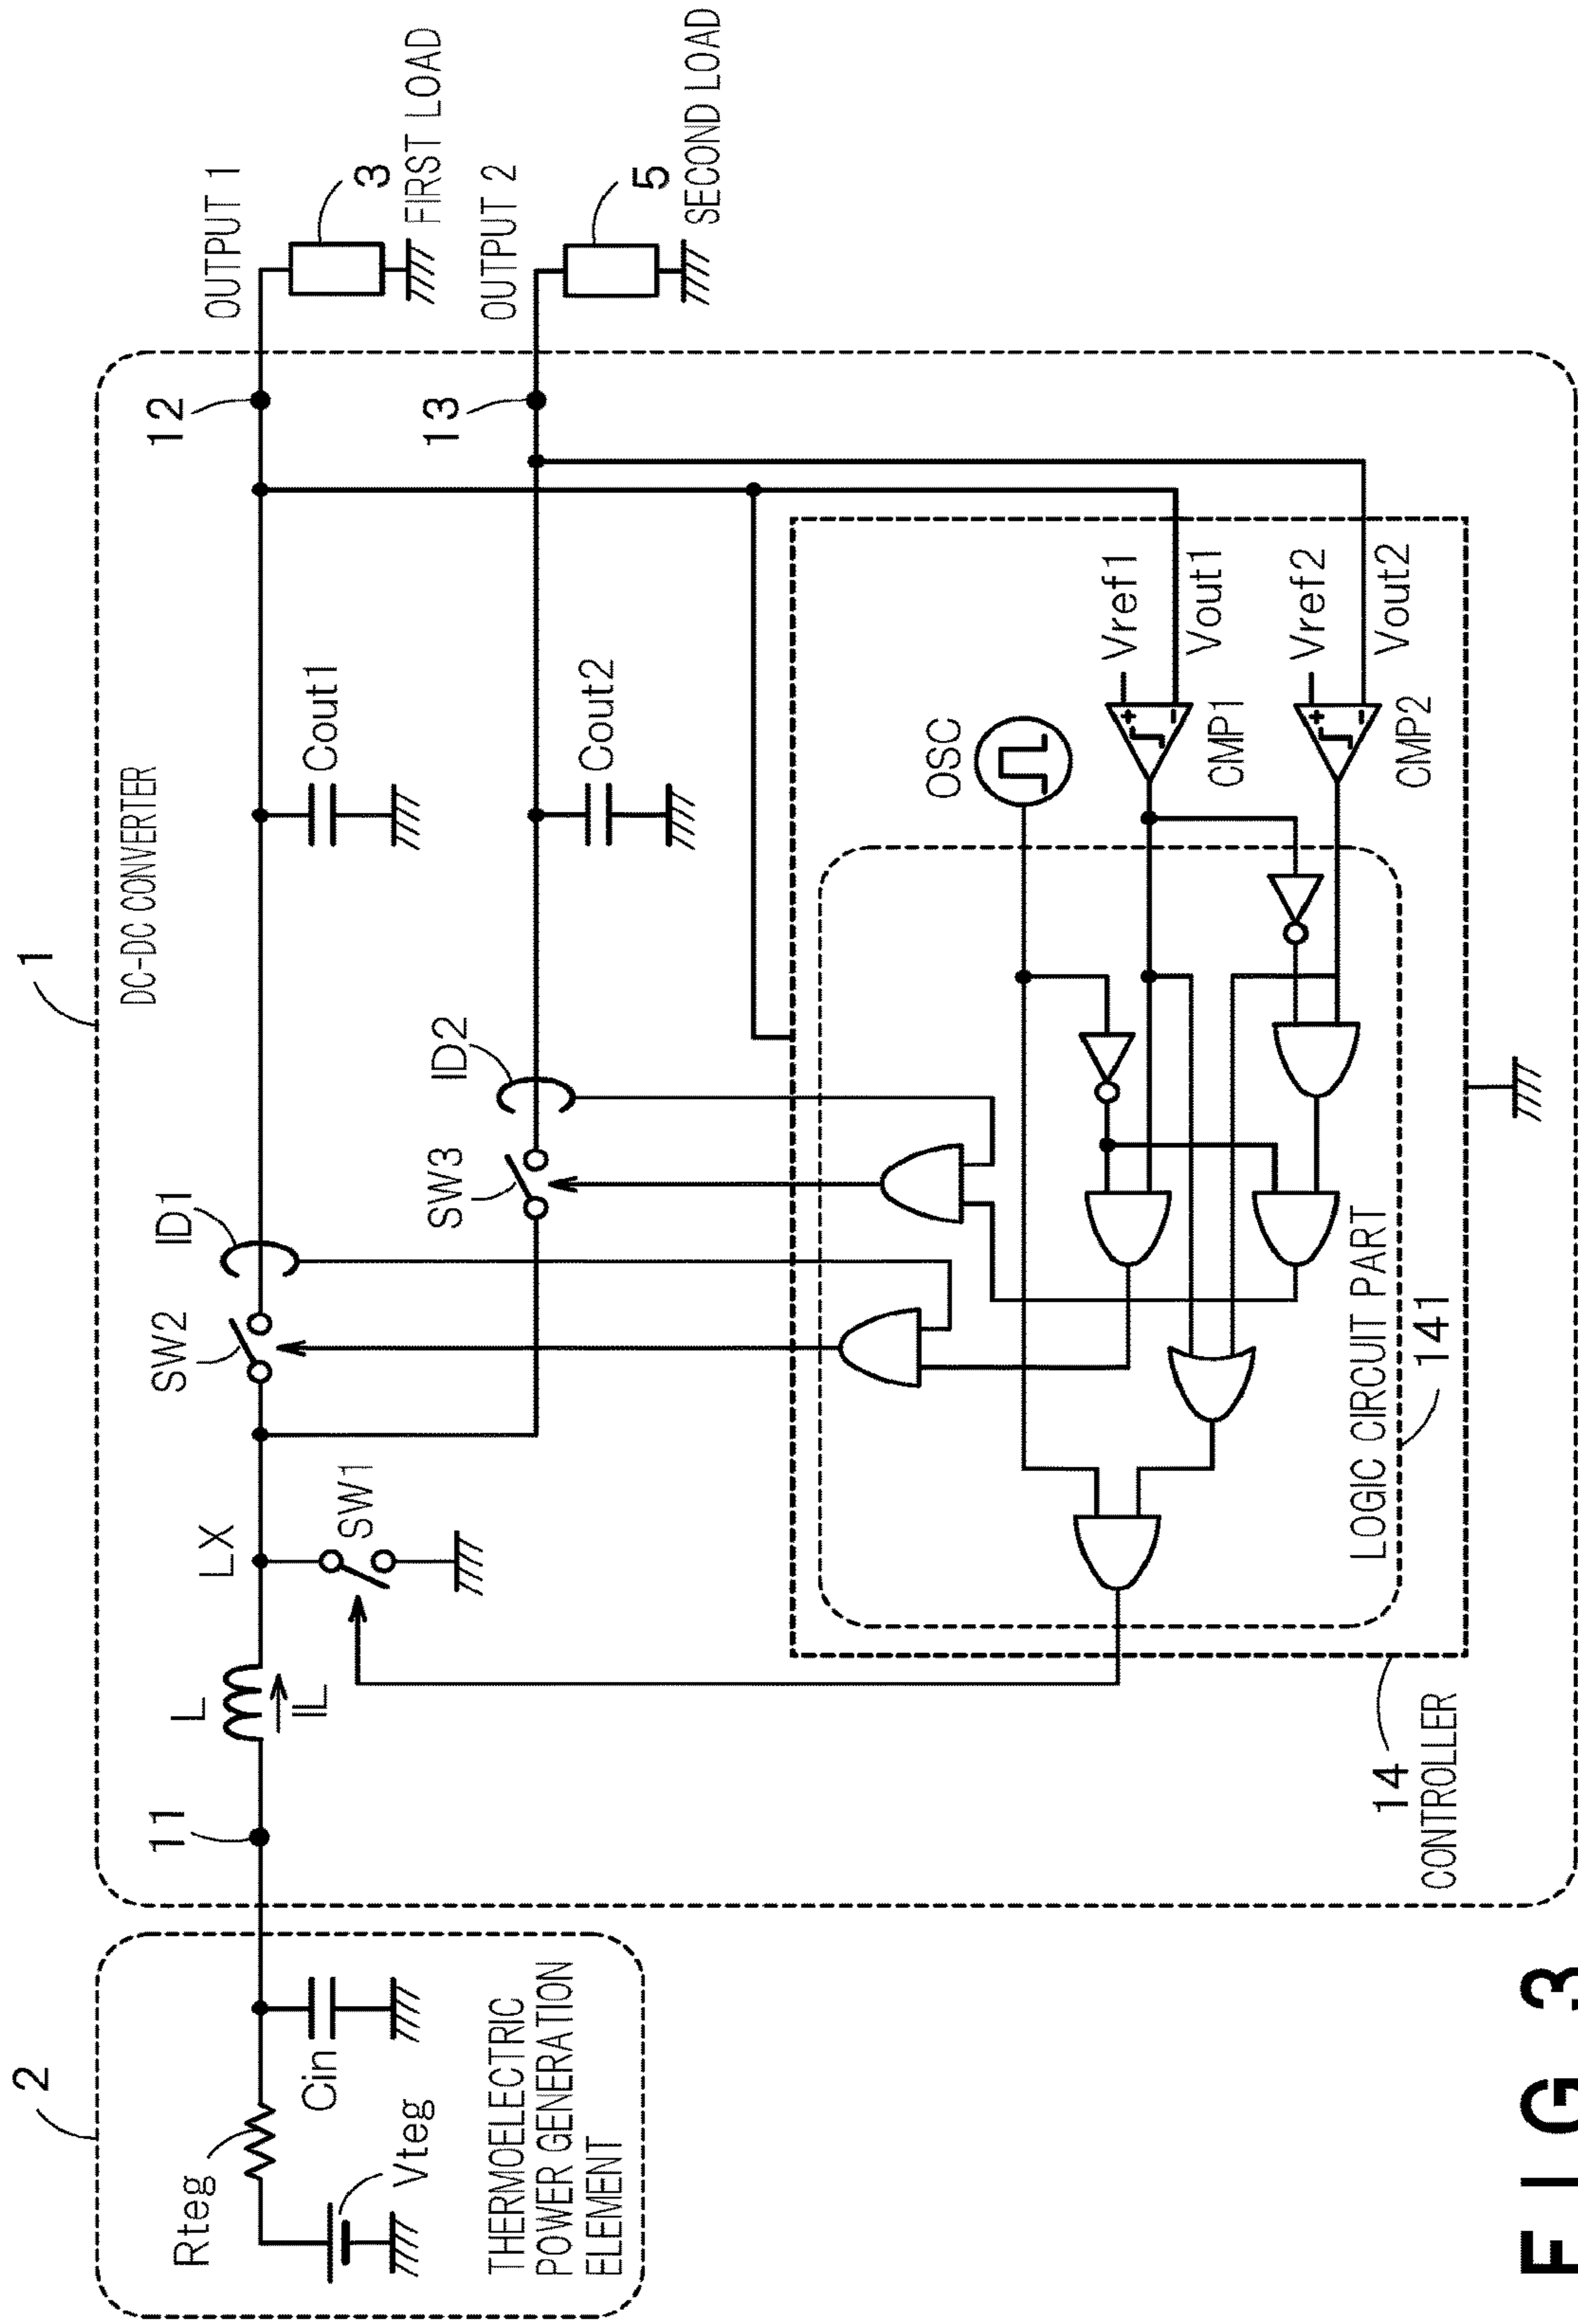 2
Rteg
Cin
Vteg
THERMOELECTRIC
POWER GENERATION
ELEMENT
1
DC-DC CONVERTER
11
L
IL
LX
SW1
SW2
ID1
SW3
ID2
Cout1
Cout2
12
13
OUTPUT 1
3
FIRST LOAD
OUTPUT 2
5
SECOND LOAD
OSC
Vref1
+
−
Vout1
CMP1
Vref2
+
−
Vout2
CMP2
LOGIC CIRCUIT PART
141
14
CONTROLLER
FIG 3